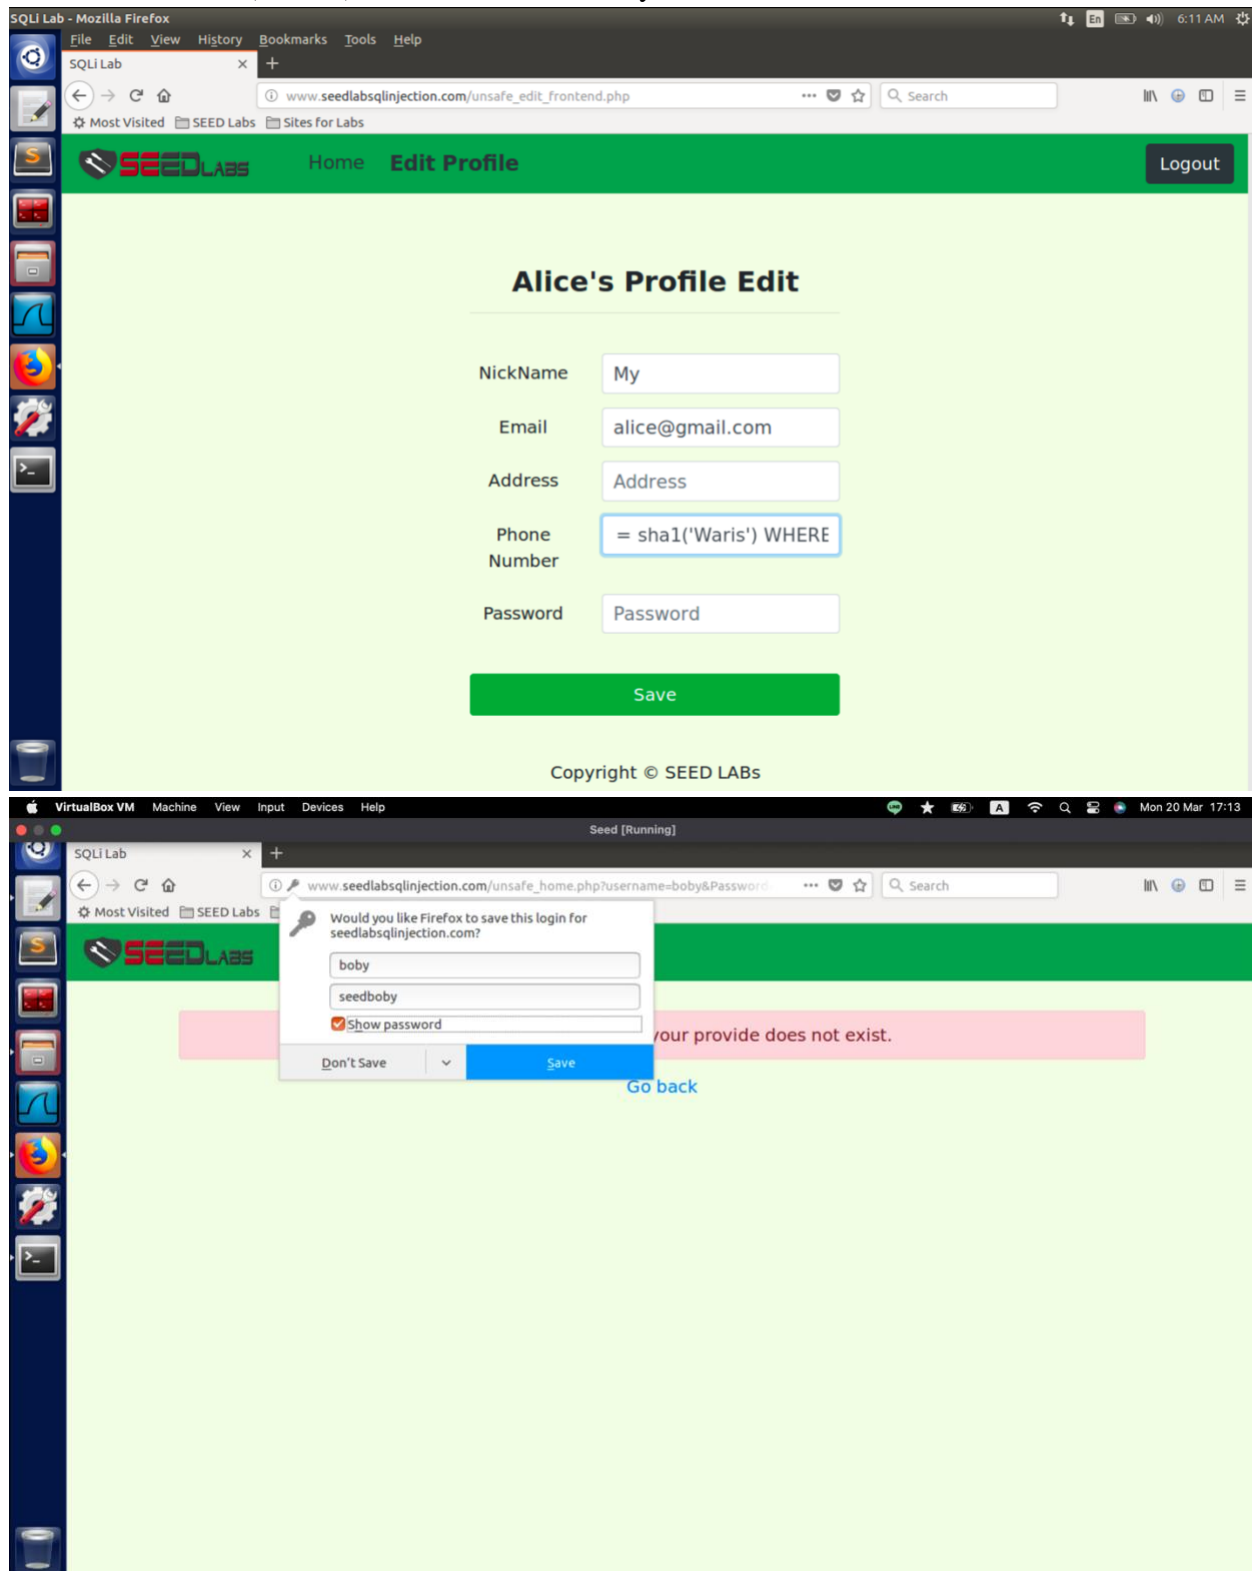 SQLi Lab - Mozilla Firefox
En
6:11 AM
File Edit View History Bookmarks Tools Help
SQLi Lab
www.seedlabsqlinjection.com/unsafe_edit_frontend.php
Search
Most Visited SEED Labs Sites for Labs
SEEDLABS Home Edit Profile Logout
Alice's Profile Edit
NickName My
Email alice@gmail.com
Address Address
Phone Number = sha1('Waris') WHERE
Password Password
Save
Copyright © SEED LABs
VirtualBox VM Machine View Input Devices Help A Mon 20 Mar 17:13
Seed [Running]
SQLi Lab
www.seedlabsqlinjection.com/unsafe_home.php?username=boby&Password
Search
Most Visited SEED Labs
Would you like Firefox to save this login for
seedlabsqlinjection.com?
SEEDLABS
boby
seedboby
Show password
your provide does not exist.
Don't Save Save
Go back